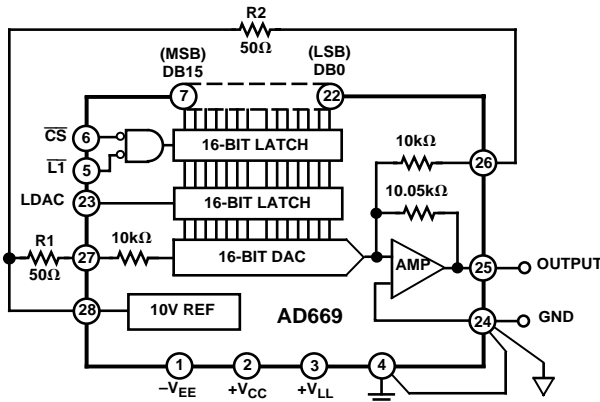 R2
50Ω
(MSB)
DB15
(LSB)
DB0
7
22
CS
6
16-BIT LATCH
10kΩ
26
L1
5
10.05kΩ
LDAC
23
16-BIT LATCH
R1
50Ω
27
10kΩ
16-BIT DAC
AMP
25
OUTPUT
28
10V REF
AD669
24
GND
1
2
3
4
–VEE
+VCC
+VLL